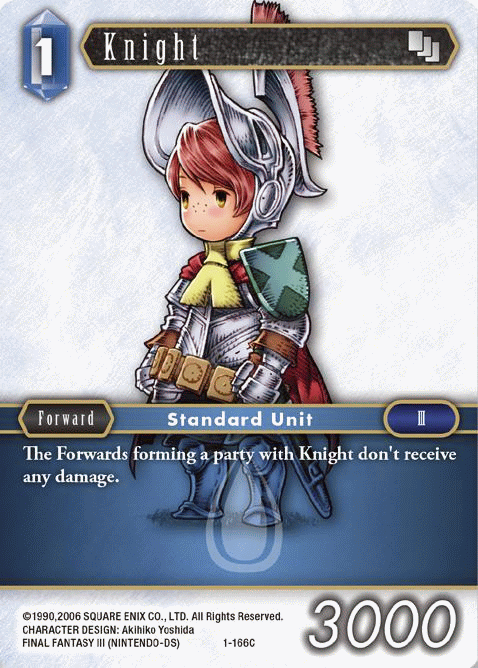 1
Knight
Forward
Standard Unit
III
The Forwards forming a party with Knight don't receive
any damage.
©1990,2006 SQUARE ENIX CO., LTD. All Rights Reserved.
CHARACTER DESIGN: Akihiko Yoshida
FINAL FANTASY III (NINTENDO-DS)
1-166C
3000